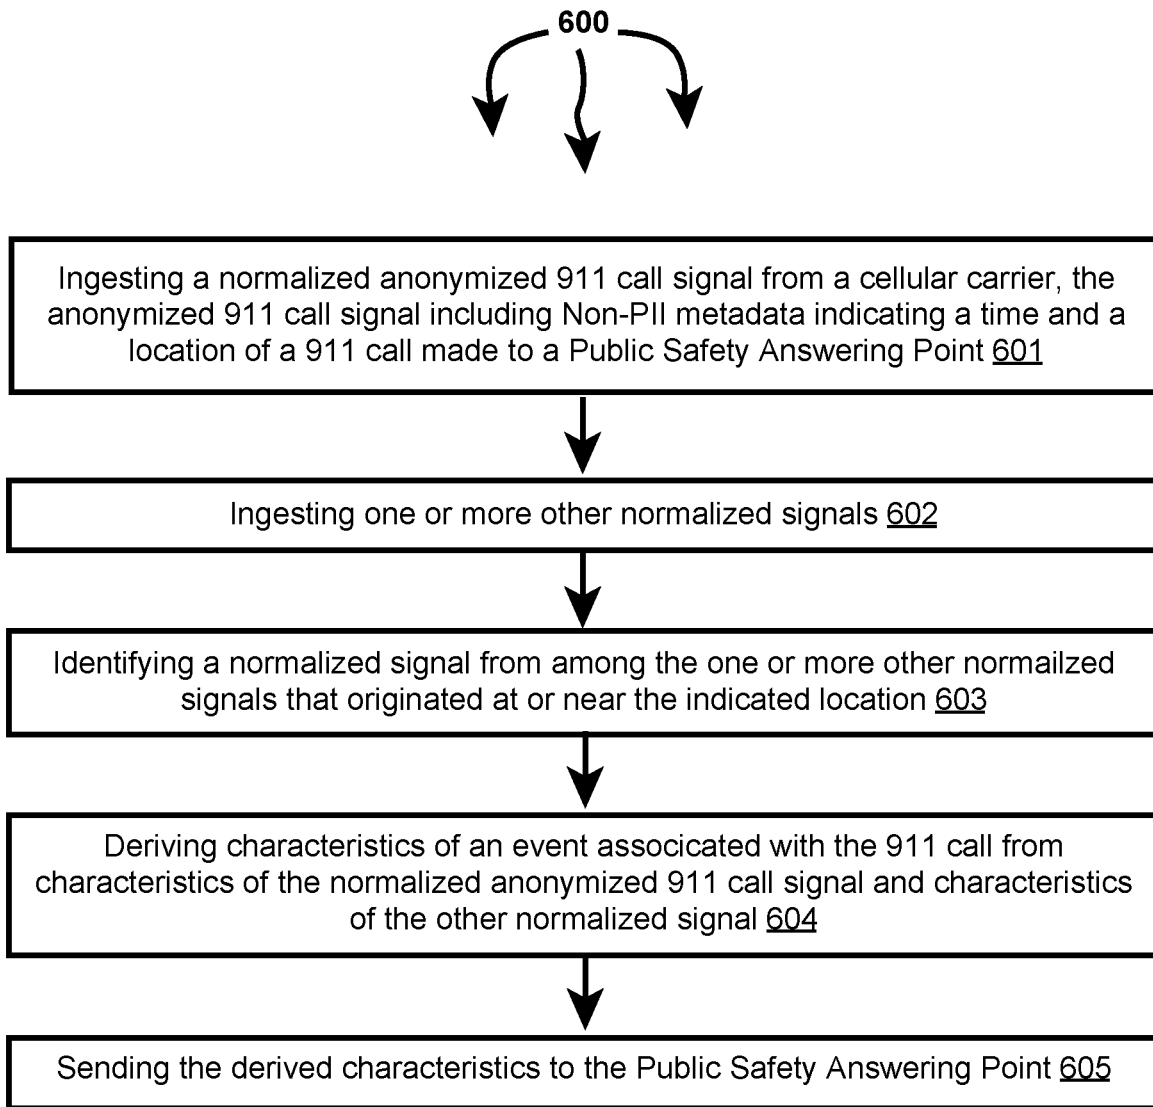 600
Ingesting a normalized anonymized 911 call signal from a cellular carrier, the
anonymized 911 call signal including Non-PII metadata indicating a time and a
location of a 911 call made to a Public Safety Answering Point 601
Ingesting one or more other normalized signals 602
Identifying a normalized signal from among the one or more other normailzed
signals that originated at or near the indicated location 603
Deriving characteristics of an event associcated with the 911 call from
characteristics of the normalized anonymized 911 call signal and characteristics
of the other normalized signal 604
Sending the derived characteristics to the Public Safety Answering Point 605